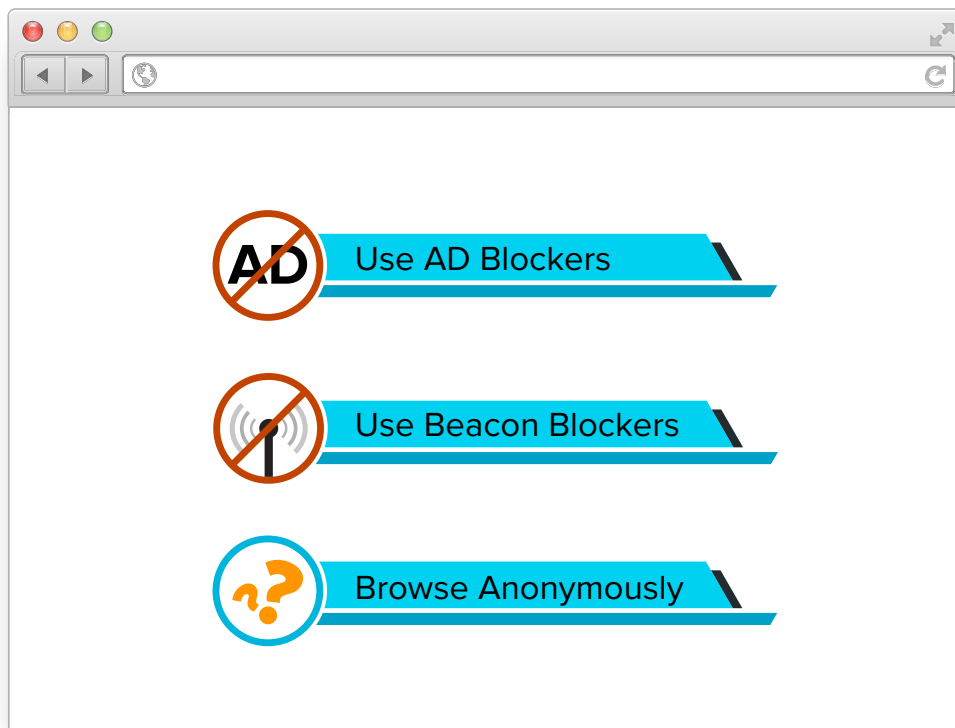 AD
Use AD Blockers
Use Beacon Blockers
??
Browse Anonymously